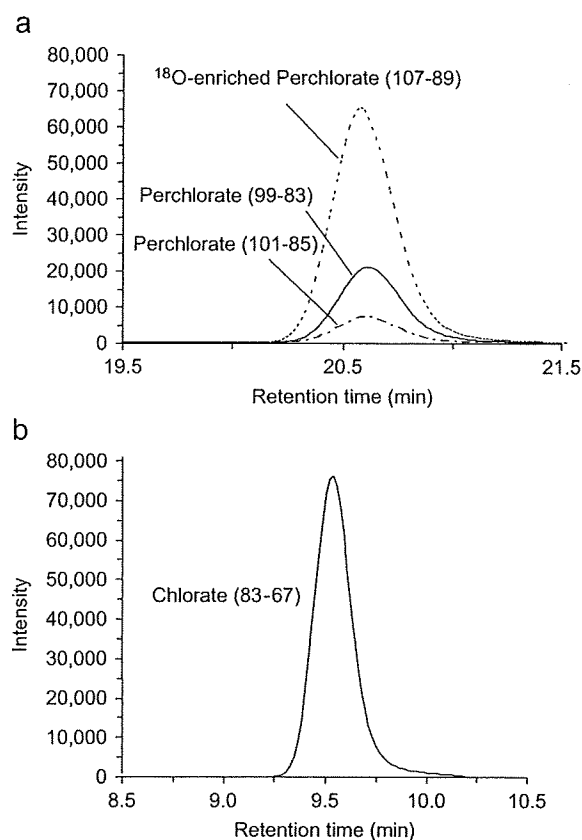 a
80,000
70,000
60,000
50,000
40,000
30,000
20,000
10,000
0
Intensity
¹⁸O-enriched Perchlorate (107-89)
Perchlorate (99-83)
Perchlorate (101-85)
19.5 20.5 21.5
Retention time (min)
b
80,000
70,000
60,000
50,000
40,000
30,000
20,000
10,000
0
Intensity
Chlorate (83-67)
8.5 9.0 9.5 10.0 10.5
Retention time (min)